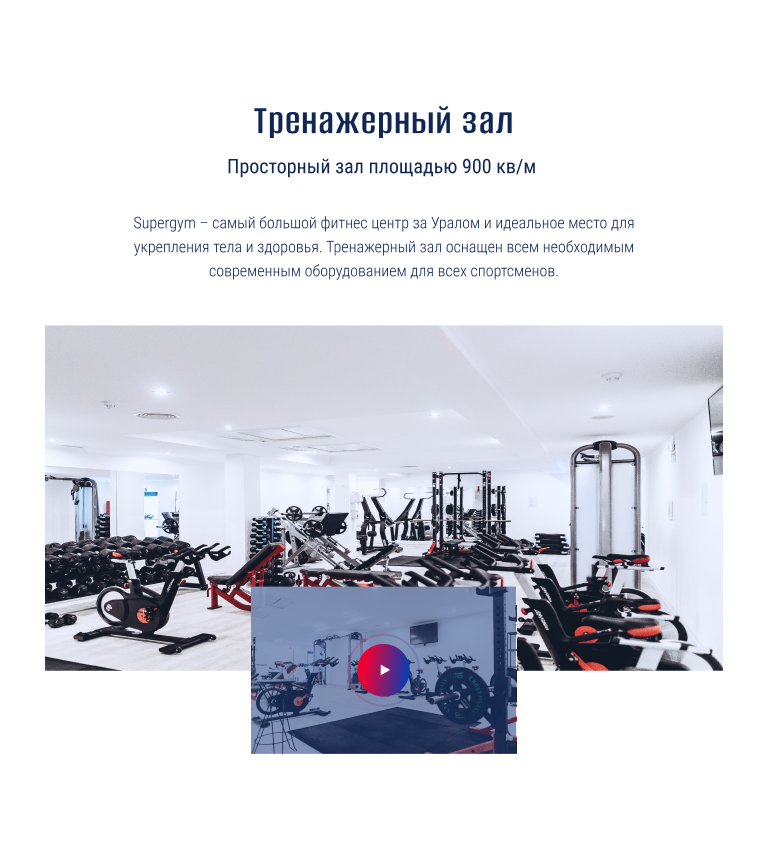 Тренажерный зал
Просторный зал площадью 900 кв/м
Supergym – самый большой фитнес центр за Уралом и идеальное место для
укрепления тела и здоровья. Тренажерный зал оснащен всем необходимым
современным оборудованием для всех спортсменов.